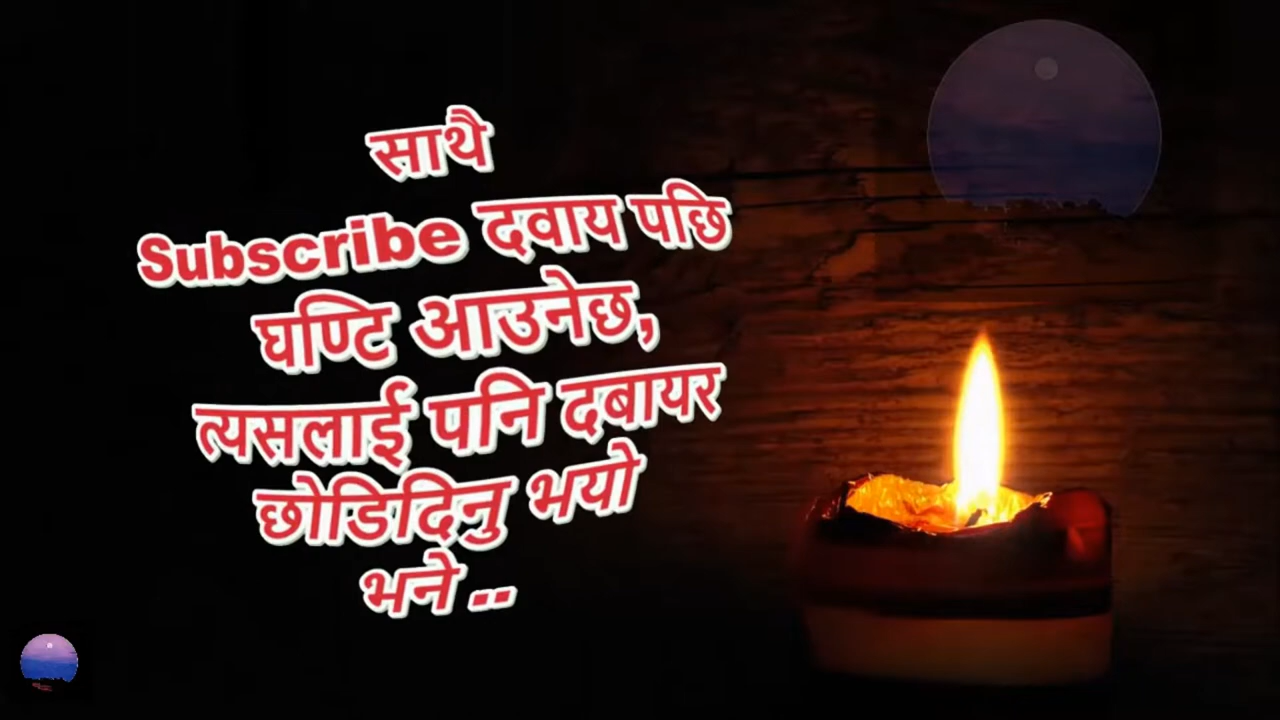 साथै
Subscribe दवाय पछि
घण्टि आउनेछ,
त्यसलाई पनि दबायर
छोडिदिनु भयो
भने ..